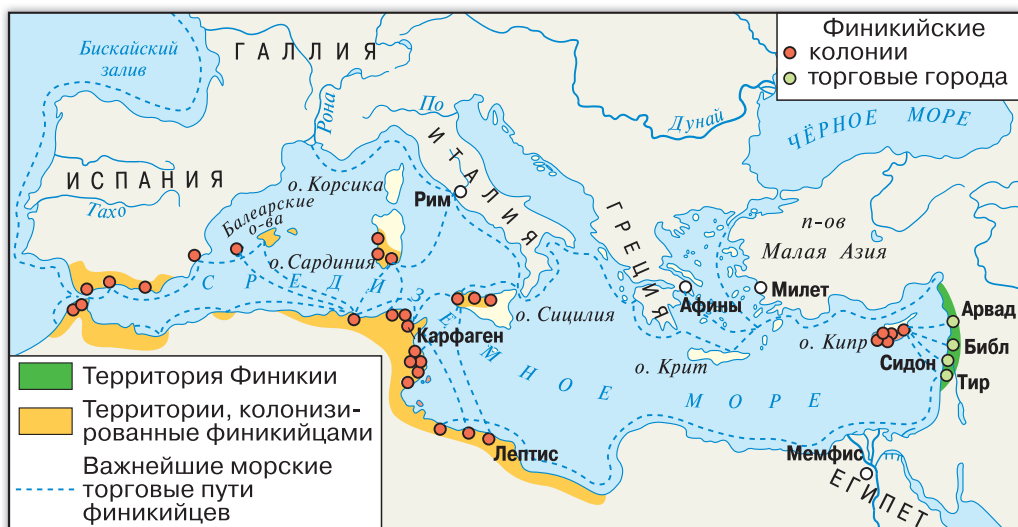 Финикийские
колонии
торговые города
Бискайский
залив
ГАЛЛИЯ
Рона
По
Дунай
ЧЁРНОЕ МОРЕ
ИСПАНИЯ
Тахо
Балеарские
о-ва
о. Корсика
Рим
ИТАЛИЯ
ГРЕЦИЯ
п-ов
Малая Азия
о. Сардиния
СРЕДИЗЕМНОЕ МОРЕ
о. Сицилия
Афины
Милет
Карфаген
о. Крит
о. Кипр
Арвад
Библ
Сидон
Тир
Лептис
Мемфис
ЕГИПЕТ
Территория Финикии
Территории, колонизи-
рованные финикийцами
Важнейшие морские
торговые пути
финикийцев